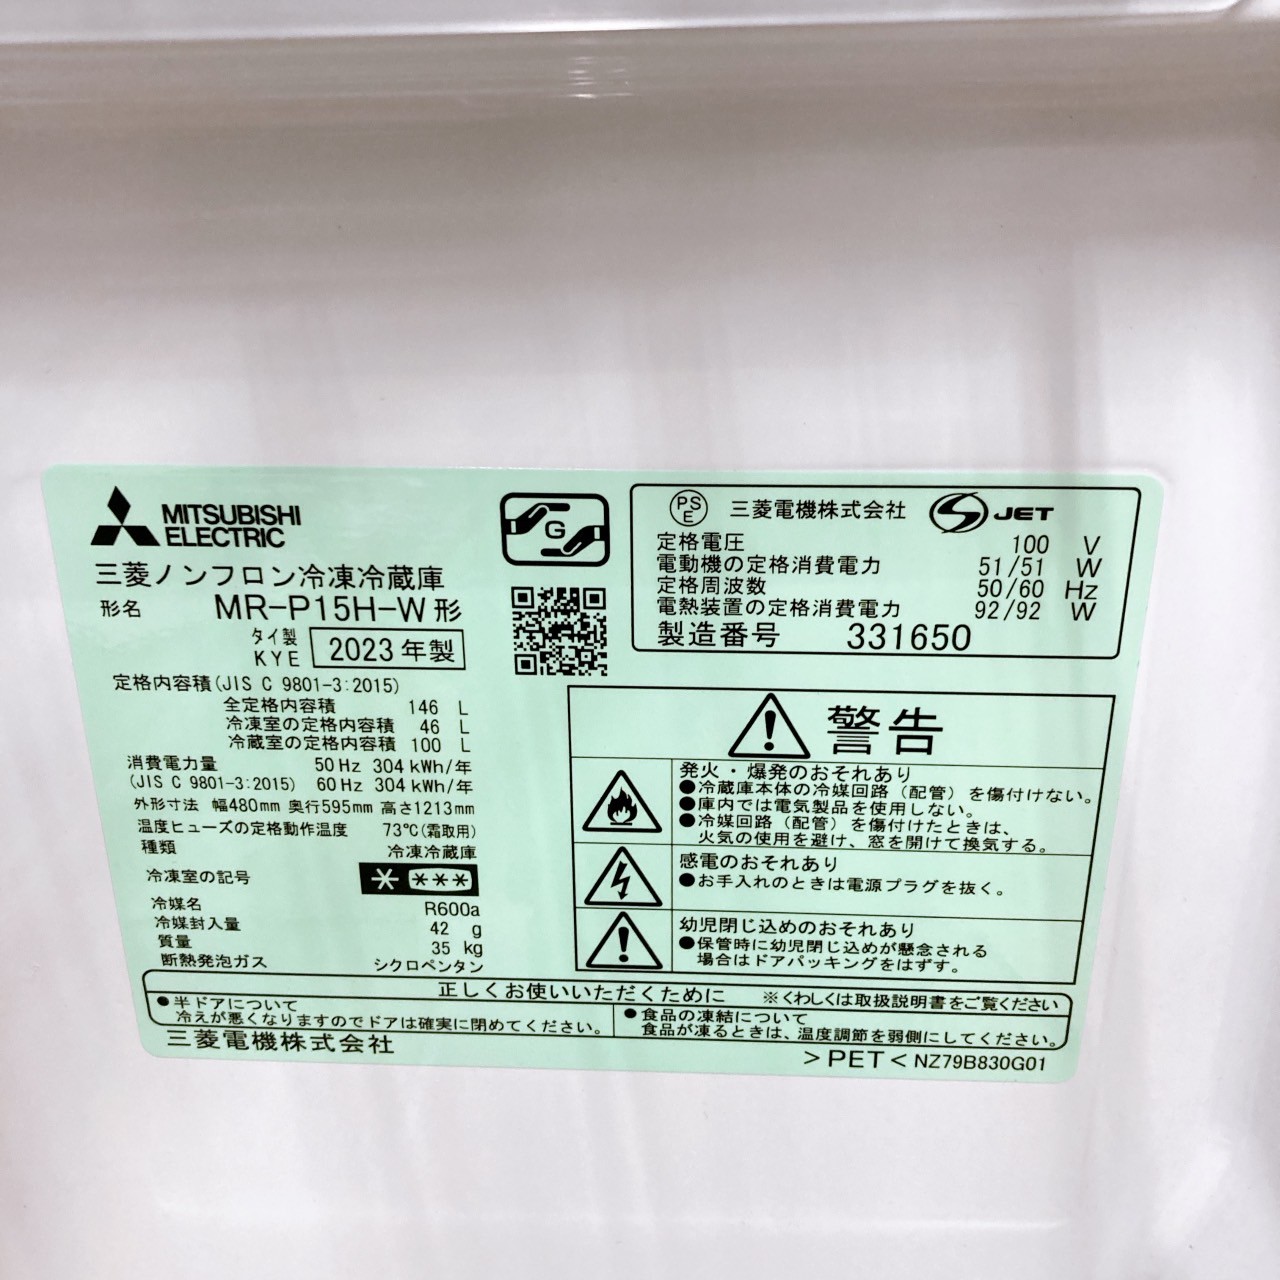 MITSUBISHI
ELECTRIC
三菱ノンフロン冷凍冷蔵庫
形名 MR-P15H-W形
タイ製
KYE 2023年製
定格内容積(JIS C 9801-3:2015)
全定格内容積 146 L
冷凍室の定格内容積 46 L
冷蔵室の定格内容積 100 L
消費電力量 50Hz 304kWh/年
(JIS C 9801-3:2015) 60Hz 304kWh/年
外形寸法 幅480mm 奥行595mm 高さ1213mm
温度ヒューズの定格動作温度 73℃(霜取用)
種類 冷凍冷蔵庫
冷凍室の記号 * ***
冷媒名 R600a
冷媒封入量 42 g
質量 35 kg
断熱発泡ガス シクロペンタン
G
PS
E
三菱電機株式会社 S JET
定格電圧 100 V
電動機の定格消費電力 51/51 W
定格周波数 50/60 Hz
電熱装置の定格消費電力 92/92 W
製造番号 331650
警告
発火・爆発のおそれあり
●冷蔵庫本体の冷媒回路(配管)を傷付けない。
●庫内では電気製品を使用しない。
●冷媒回路(配管)を傷付けたときは、
火気の使用を避け、窓を開けて換気する。
感電のおそれあり
●お手入れのときは電源プラグを抜く。
幼児閉じ込めのおそれあり
●保管時に幼児閉じ込めが懸念される
場合はドアパッキングをはずす。
正しくお使いいただくために ※くわしくは取扱説明書をご覧ください
●半ドアについて
冷えが悪くなりますのでドアは確実に閉めてください。
●食品の凍結について
食品が凍るときは、温度調節を弱側にしてください。
三菱電機株式会社
>PET< NZ79B830G01